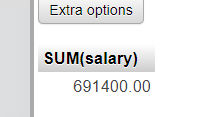 Extra options
SUM(salary)
691400.00